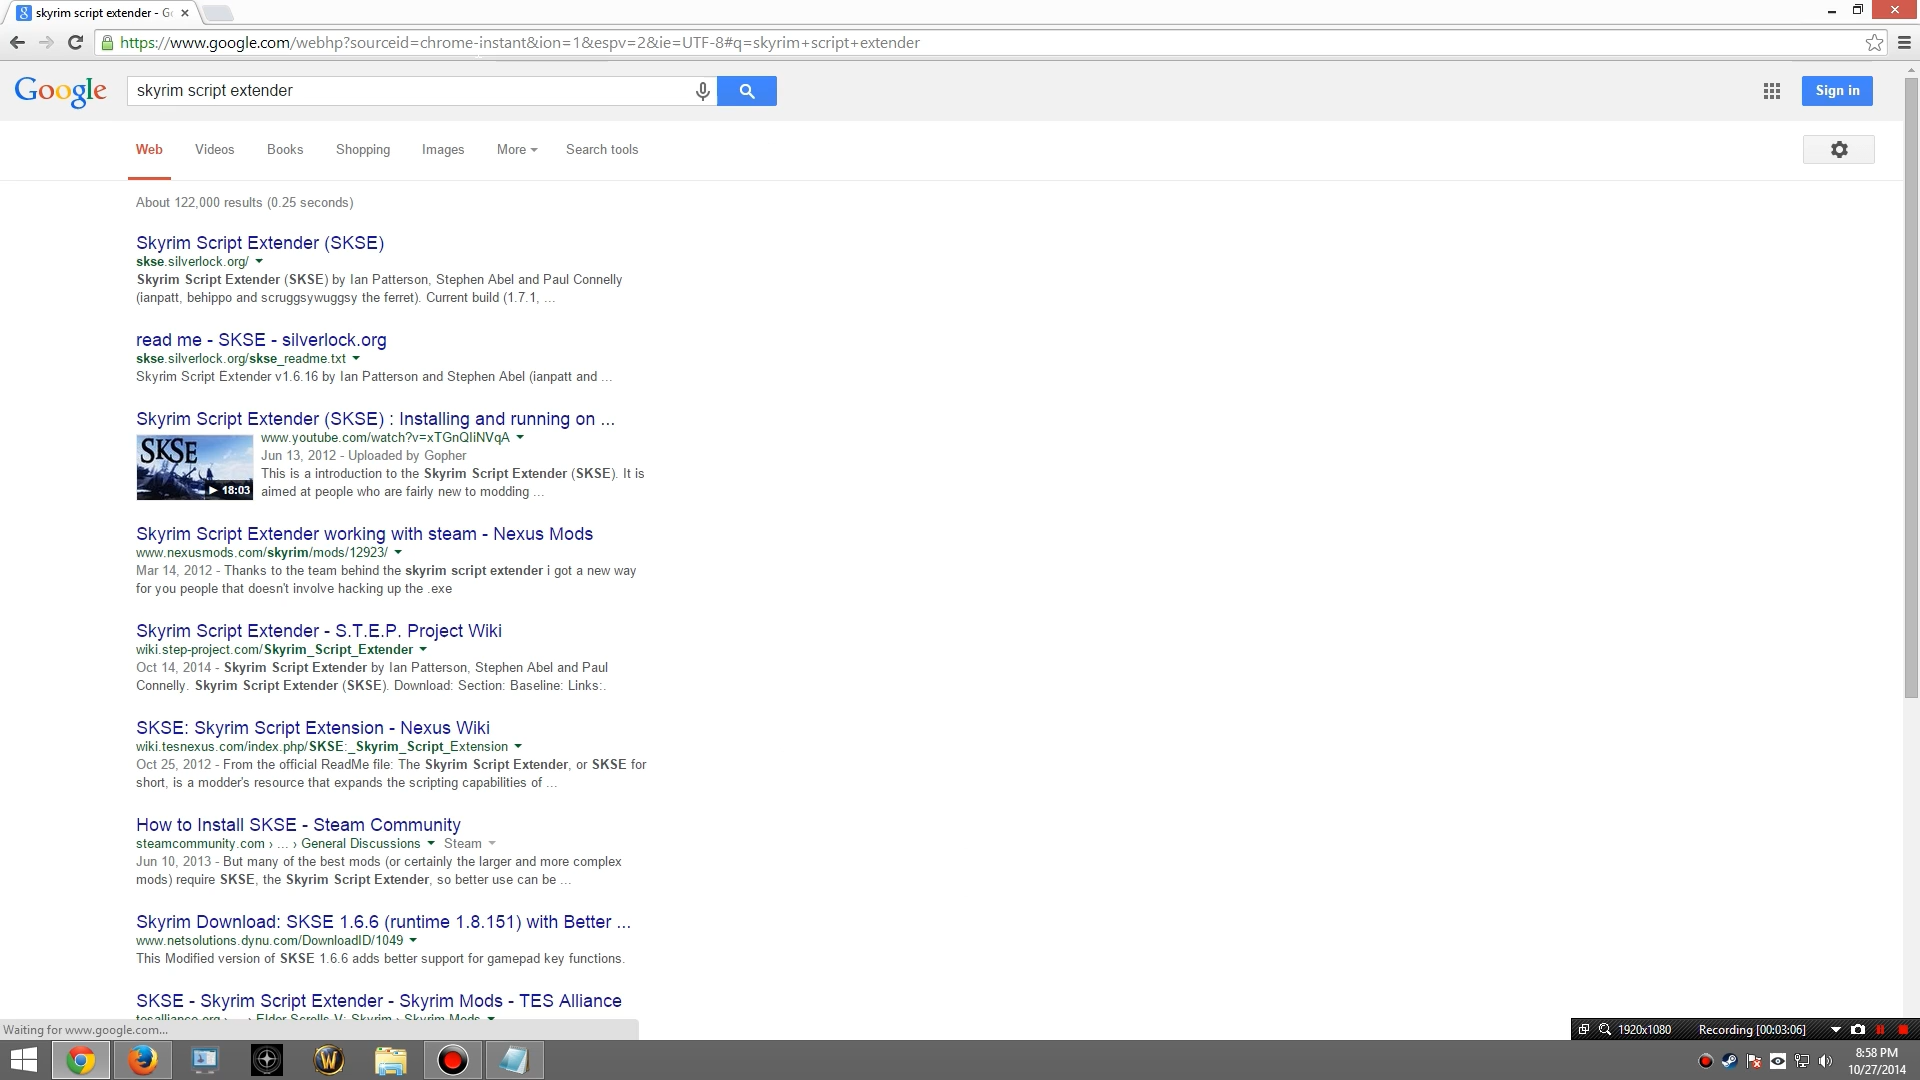 skyrim script extender - G
https://www.google.com/webhp?sourceid=chrome-instant&ion=1&espv=2&ie=UTF-8#q=skyrim+script+extender
Google
skyrim script extender
Sign in
Web Videos Books Shopping Images More Search tools
About 122,000 results (0.25 seconds)
Skyrim Script Extender (SKSE)
skse.silverlock.org/
Skyrim Script Extender (SKSE) by Ian Patterson, Stephen Abel and Paul Connelly
(ianpatt, behippo and scruggsywuggsy the ferret). Current build (1.7.1, ...
read me - SKSE - silverlock.org
skse.silverlock.org/skse_readme.txt
Skyrim Script Extender v1.6.16 by Ian Patterson and Stephen Abel (ianpatt and ...
Skyrim Script Extender (SKSE) : Installing and running on ...
SKSE
18:03
www.youtube.com/watch?v=xTGnQIiNVqA
Jun 13, 2012 - Uploaded by Gopher
This is a introduction to the Skyrim Script Extender (SKSE). It is
aimed at people who are fairly new to modding ...
Skyrim Script Extender working with steam - Nexus Mods
www.nexusmods.com/skyrim/mods/12923/
Mar 14, 2012 - Thanks to the team behind the skyrim script extender i got a new way
for you people that doesn't involve hacking up the .exe
Skyrim Script Extender - S.T.E.P. Project Wiki
wiki.step-project.com/Skyrim_Script_Extender
Oct 14, 2014 - Skyrim Script Extender by Ian Patterson, Stephen Abel and Paul
Connelly. Skyrim Script Extender (SKSE). Download: Section: Baseline: Links:.
SKSE: Skyrim Script Extension - Nexus Wiki
wiki.tesnexus.com/index.php/SKSE:_Skyrim_Script_Extension
Oct 25, 2012 - From the official ReadMe file: The Skyrim Script Extender, or SKSE for
short, is a modder's resource that expands the scripting capabilities of ...
How to Install SKSE - Steam Community
steamcommunity.com › ... › General Discussions Steam
Jun 10, 2013 - But many of the best mods (or certainly the larger and more complex
mods) require SKSE, the Skyrim Script Extender, so better use can be ...
Skyrim Download: SKSE 1.6.6 (runtime 1.8.151) with Better ...
www.netsolutions.dynu.com/DownloadID/1049
This Modified version of SKSE 1.6.6 adds better support for gamepad key functions.
SKSE - Skyrim Script Extender - Skyrim Mods - TES Alliance
tesalliance.org › ... › Elder Scrolls V: Skyrim › Skyrim Mods
Waiting for www.google.com...
1920x1080 Recording [00:03:06]
8:58 PM
10/27/2014